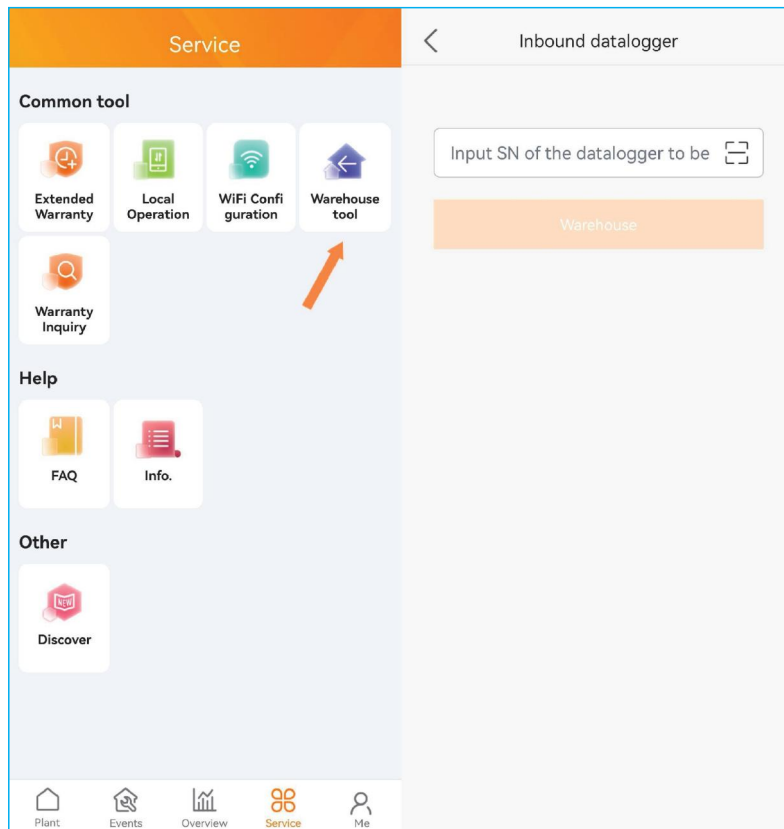 Service
Common tool
Extended
Warranty
Local
Operation
WiFi Confi
guration
Warehouse
tool
Warranty
Inquiry
Help
FAQ
Info.
Other
NEW
Discover
Plant
Events
Overview
Service
Me
Inbound datalogger
Input SN of the datalogger to be
Warehouse